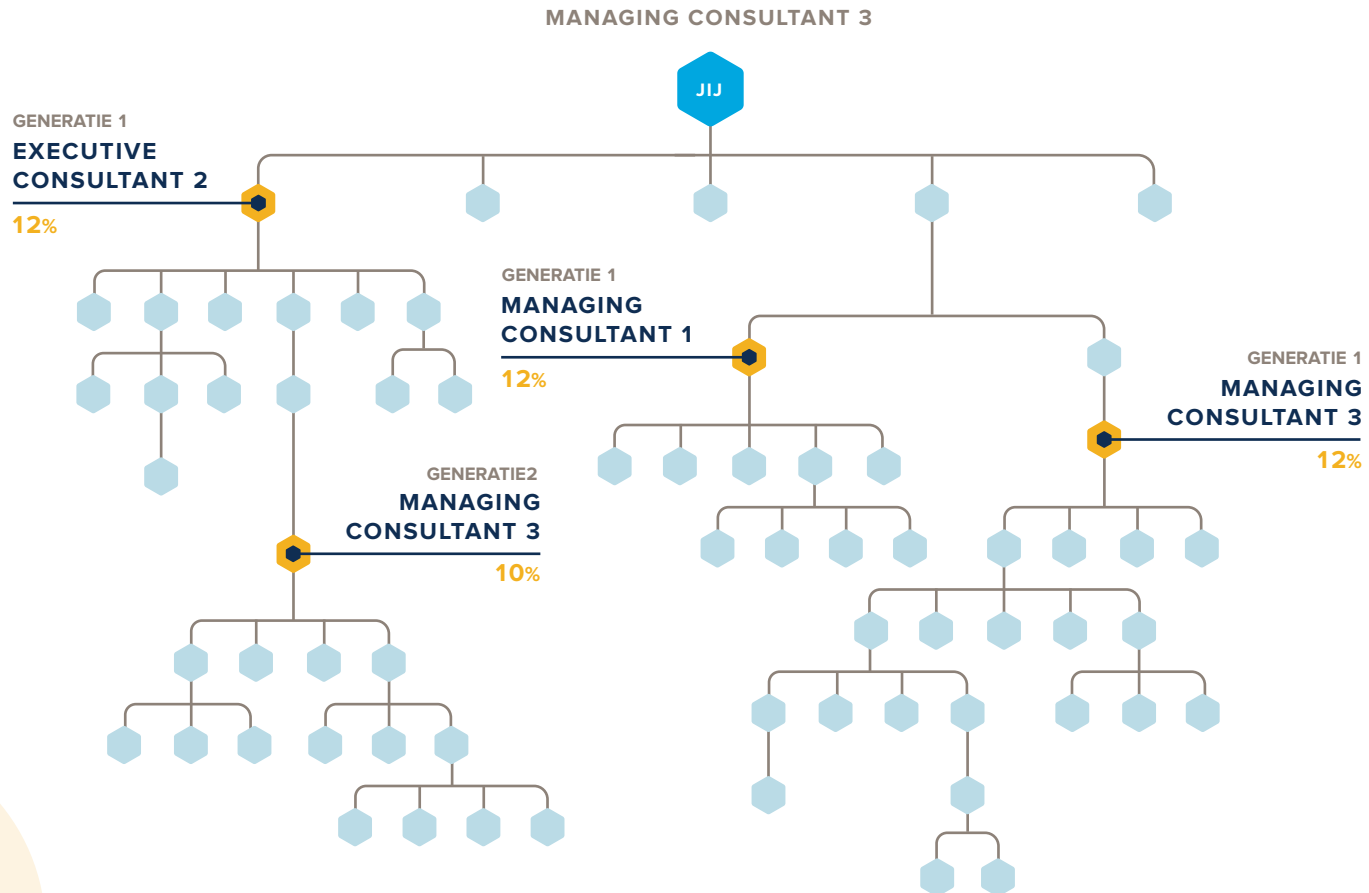 MANAGING CONSULTANT 3
JIJ
GENERATIE 1
EXECUTIVE
CONSULTANT 2
12%
GENERATIE 1
MANAGING
CONSULTANT 1
12%
GENERATIE 1
MANAGING
CONSULTANT 3
12%
GENERATIE2
MANAGING
CONSULTANT 3
10%